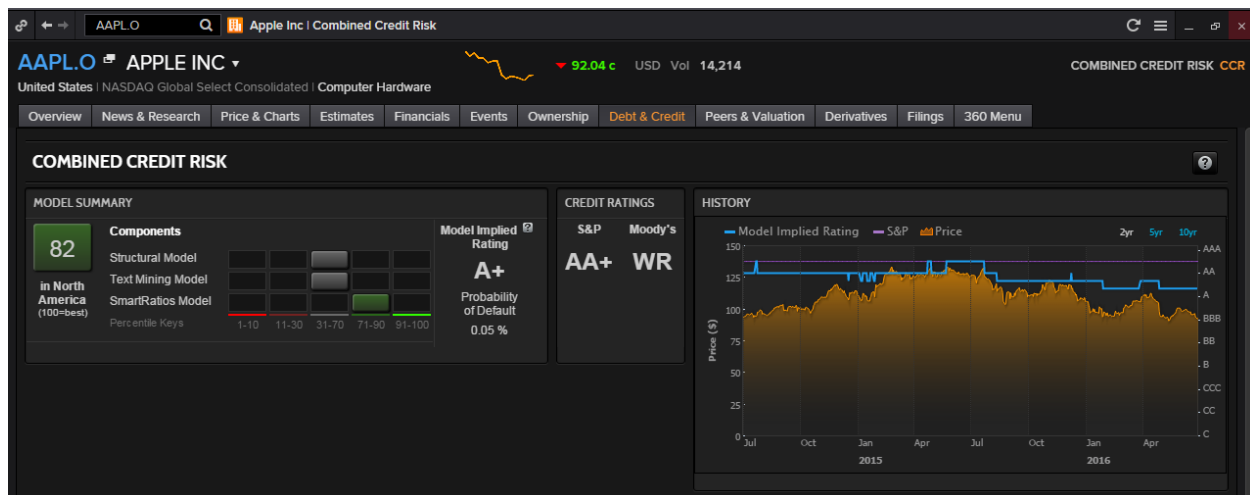 AAPL.O Apple Inc | Combined Credit Risk
AAPL.O APPLE INC 92.04 c USD Vol 14,214 COMBINED CREDIT RISK CCR
United States | NASDAQ Global Select Consolidated | Computer Hardware
Overview News & Research Price & Charts Estimates Financials Events Ownership Debt & Credit Peers & Valuation Derivatives Filings 360 Menu
COMBINED CREDIT RISK ?
MODEL SUMMARY
82
in North
America
(100=best)
Components
Structural Model
Text Mining Model
SmartRatios Model
Percentile Keys 1-10 11-30 31-70 71-90 91-100
Model Implied ?
Rating
A+
Probability
of Default
0.05 %
CREDIT RATINGS
S&P Moody's
AA+ WR
HISTORY
Model Implied Rating S&P Price 2yr 5yr 10yr
Price ($)
150
125
100
75
50
25
0
AAA
AA
A
BBB
BB
B
CCC
CC
C
Jul Oct Jan Apr Jul Oct Jan Apr
2015 2016